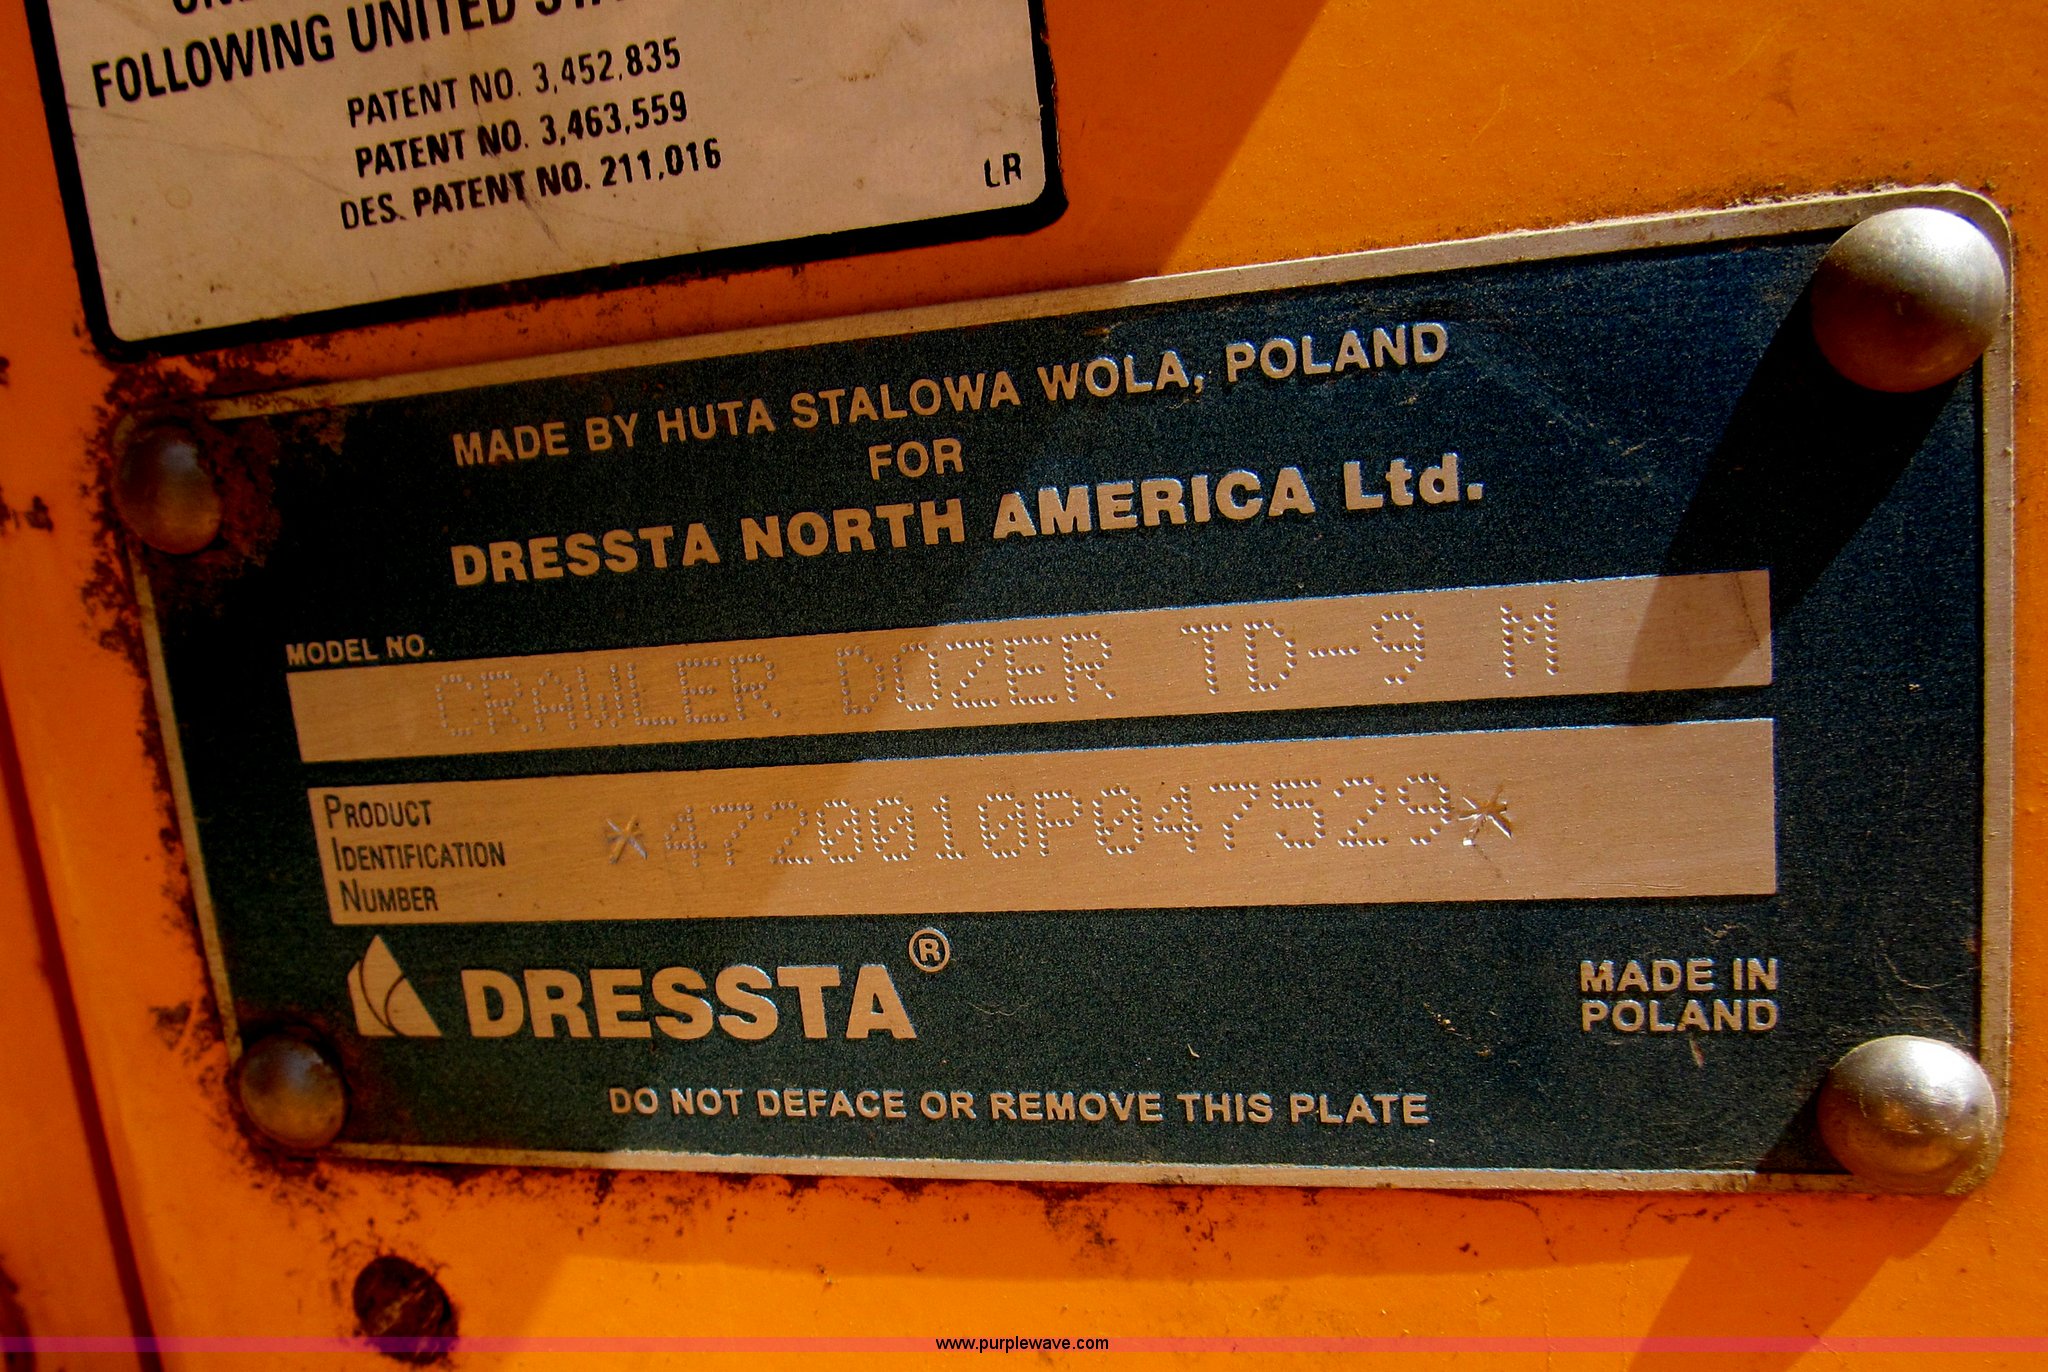 FOLLOWING UNITED
PATENT NO. 3,452,835
PATENT NO. 3,463,559
DES. PATENT NO. 211,016
LR
MADE BY HUTA STALOWA WOLA, POLAND
FOR
DRESSTA NORTH AMERICA Ltd.
MODEL NO.
CRAWLER DOZER TD-9 M
PRODUCT
IDENTIFICATION
NUMBER
*4720010P047529*
DRESSTA®
MADE IN
POLAND
DO NOT DEFACE OR REMOVE THIS PLATE
www.purplewave.com